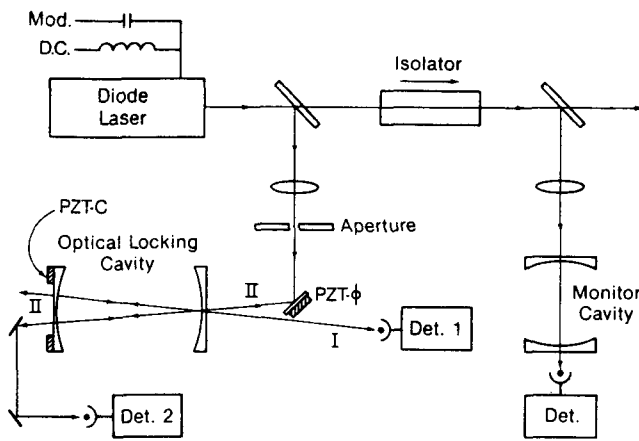 Mod.
D.C.
Diode
Laser
Isolator
PZT-C
Aperture
Optical Locking
Cavity
II
PZT-ϕ
II
I
Det. 1
Monitor
Cavity
Det. 2
Det.